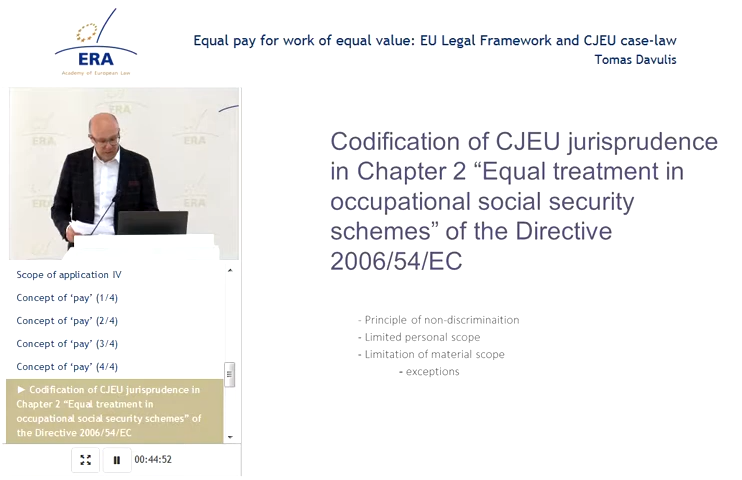 ERA
Academy of European Law
Equal pay for work of equal value: EU Legal Framework and CJEU case-law
Tomas Davulis
ERA
ERA
ERA
ERA
Codification of CJEU jurisprudence
in Chapter 2 “Equal treatment in
occupational social security
schemes” of the Directive
2006/54/EC
- Principle of non-discriminaition
- Limited personal scope
- Limitation of material scope
- exceptions
Scope of application IV
Concept of ‘pay’ (1/4)
Concept of ‘pay’ (2/4)
Concept of ‘pay’ (3/4)
Concept of ‘pay’ (4/4)
► Codification of CJEU jurisprudence in
Chapter 2 “Equal treatment in
occupational social security schemes” of
the Directive 2006/54/EC
00:44:52